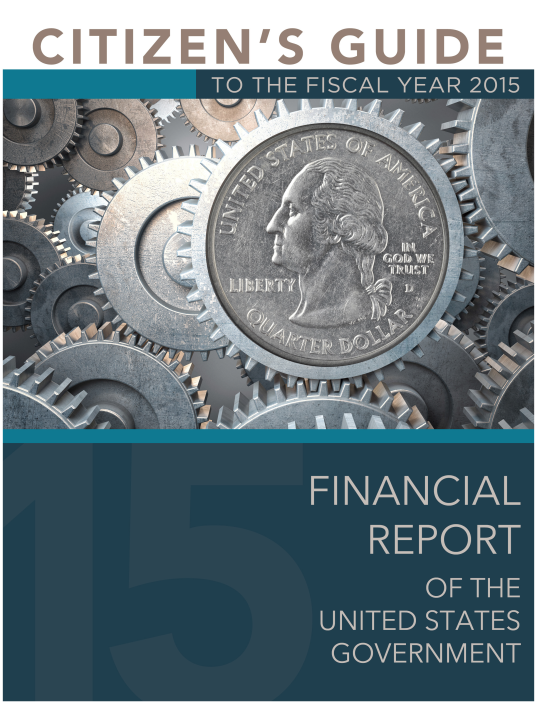 CITIZEN'S GUIDE
TO THE FISCAL YEAR 2015
UNITED STATES OF AMERICA
IN
GOD WE
TRUST
LIBERTY
D
QUARTER DOLLAR
15
FINANCIAL
REPORT
OF THE
UNITED STATES
GOVERNMENT